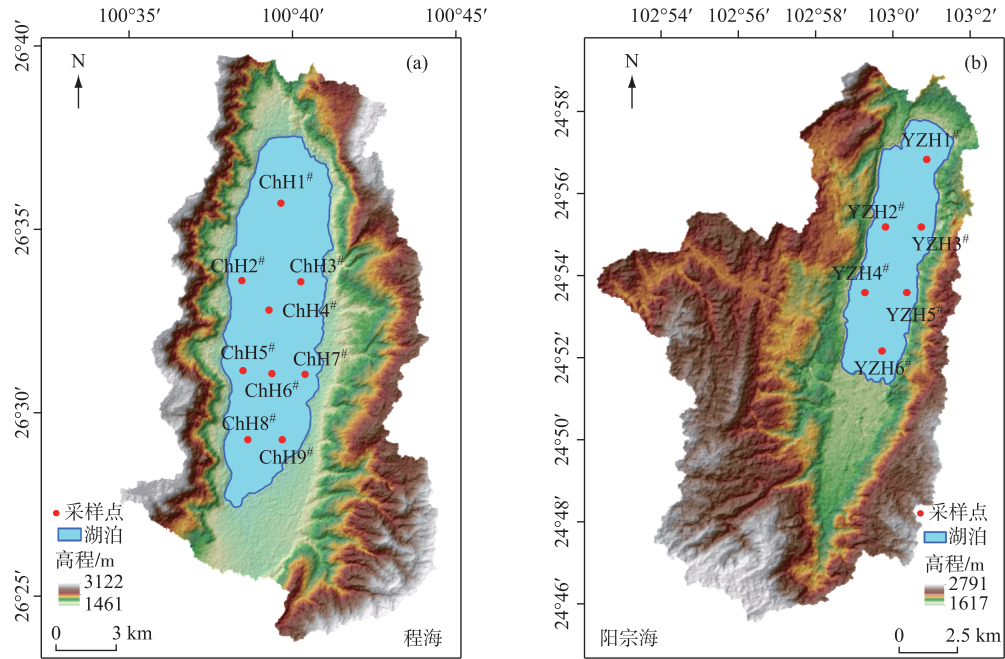 100°35′ 100°40′ 100°45′
26°40′
26°35′
26°30′
26°25′
N
(a)
ChH1#
ChH2#
ChH3#
ChH4#
ChH5#
ChH7#
ChH6#
ChH8#
ChH9#
采样点
湖泊
高程/m
3122
1461
0 3 km
程海
102°54′ 102°56′ 102°58′ 103°0′ 103°2′
24°58′
24°56′
24°54′
24°52′
24°50′
24°48′
24°46′
N
(b)
YZH1#
YZH2#
YZH3#
YZH4#
YZH5#
YZH6#
采样点
湖泊
高程/m
2791
1617
0 2.5 km
阳宗海